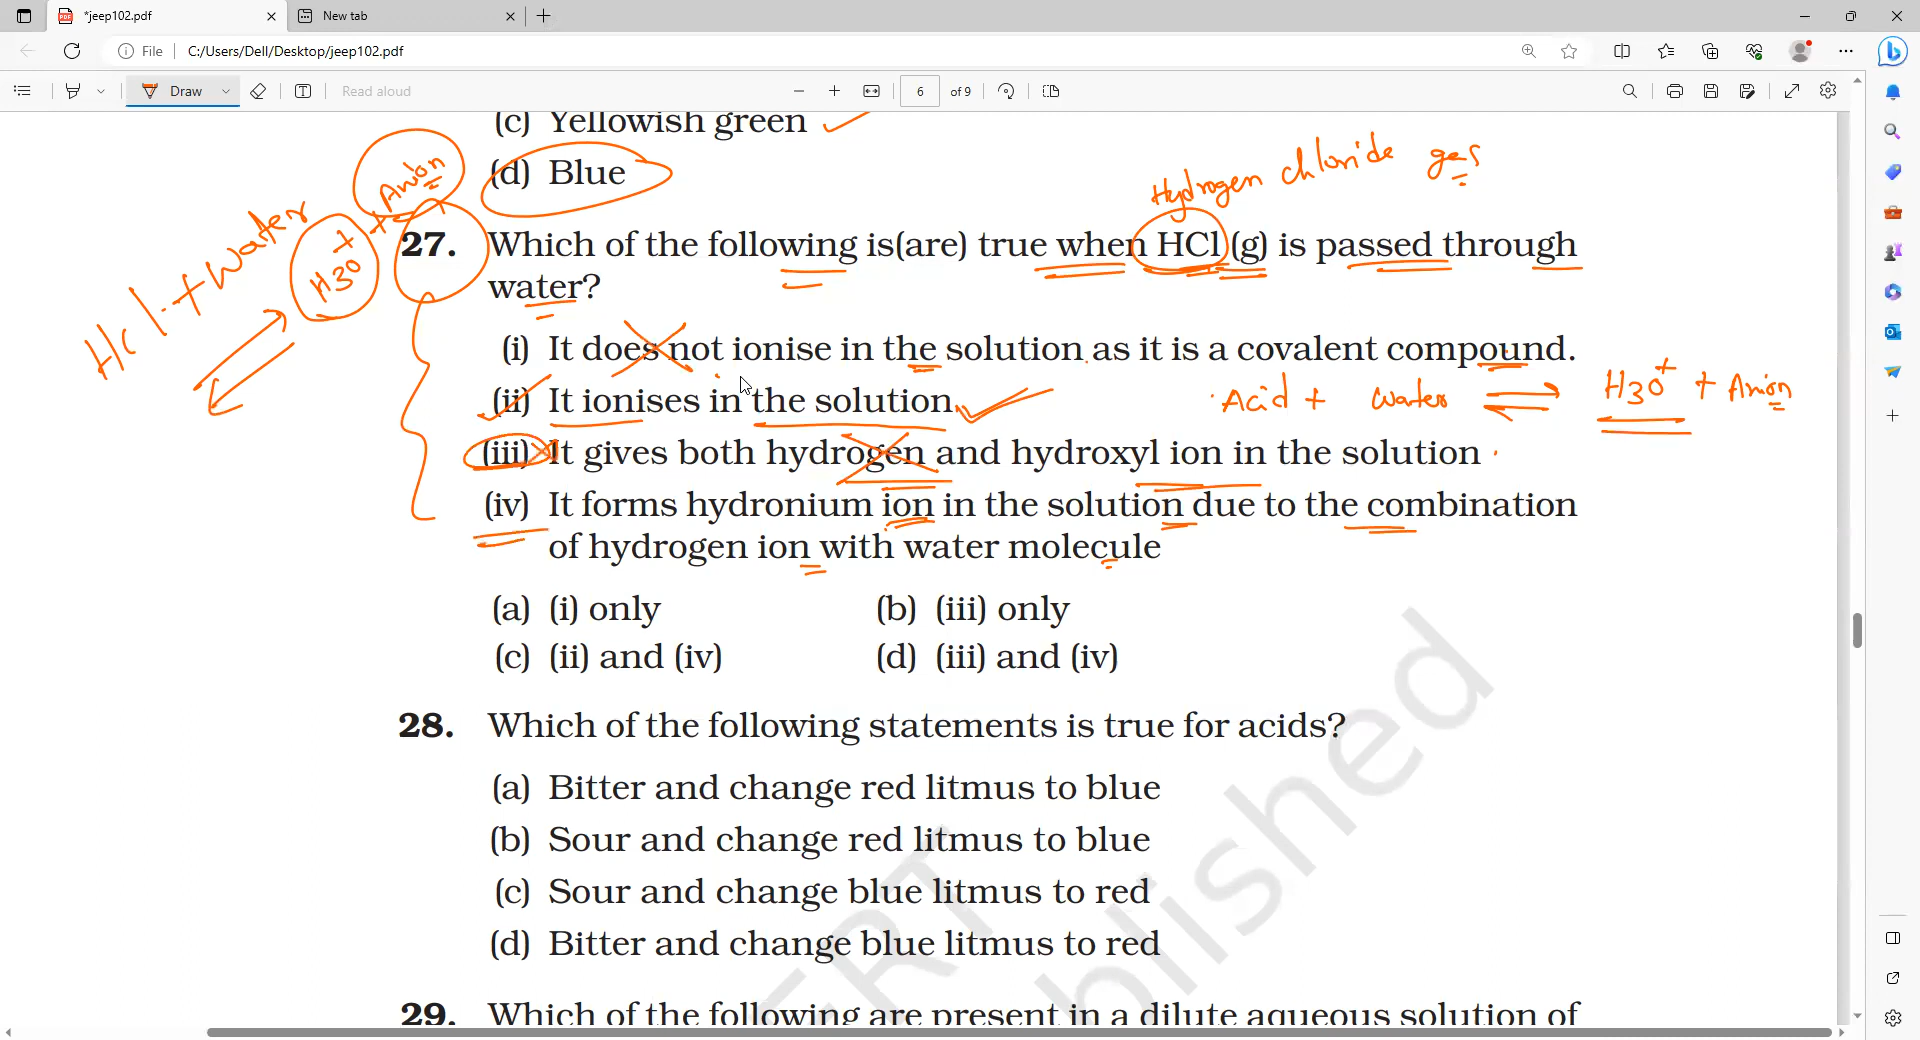 *jeep102.pdf
New tab
File
C:/Users/Dell/Desktop/jeep102.pdf
Draw
Read aloud
6
of 9
(c) Yellowish green
(d) Blue
Hydrogen chloride gas
Hcl + Water
H3O+
+ Anion
27. Which of the following is(are) true when HCl (g) is passed through
water?
(i) It does not ionise in the solution as it is a covalent compound.
(ii) It ionises in the solution
Acid + Water
H3O+ + Anion
(iii) It gives both hydrogen and hydroxyl ion in the solution
(iv) It forms hydronium ion in the solution due to the combination
of hydrogen ion with water molecule
(a) (i) only
(b) (iii) only
(c) (ii) and (iv)
(d) (iii) and (iv)
28. Which of the following statements is true for acids?
(a) Bitter and change red litmus to blue
(b) Sour and change red litmus to blue
(c) Sour and change blue litmus to red
(d) Bitter and change blue litmus to red
29. Which of the following are present in a dilute aqueous solution of